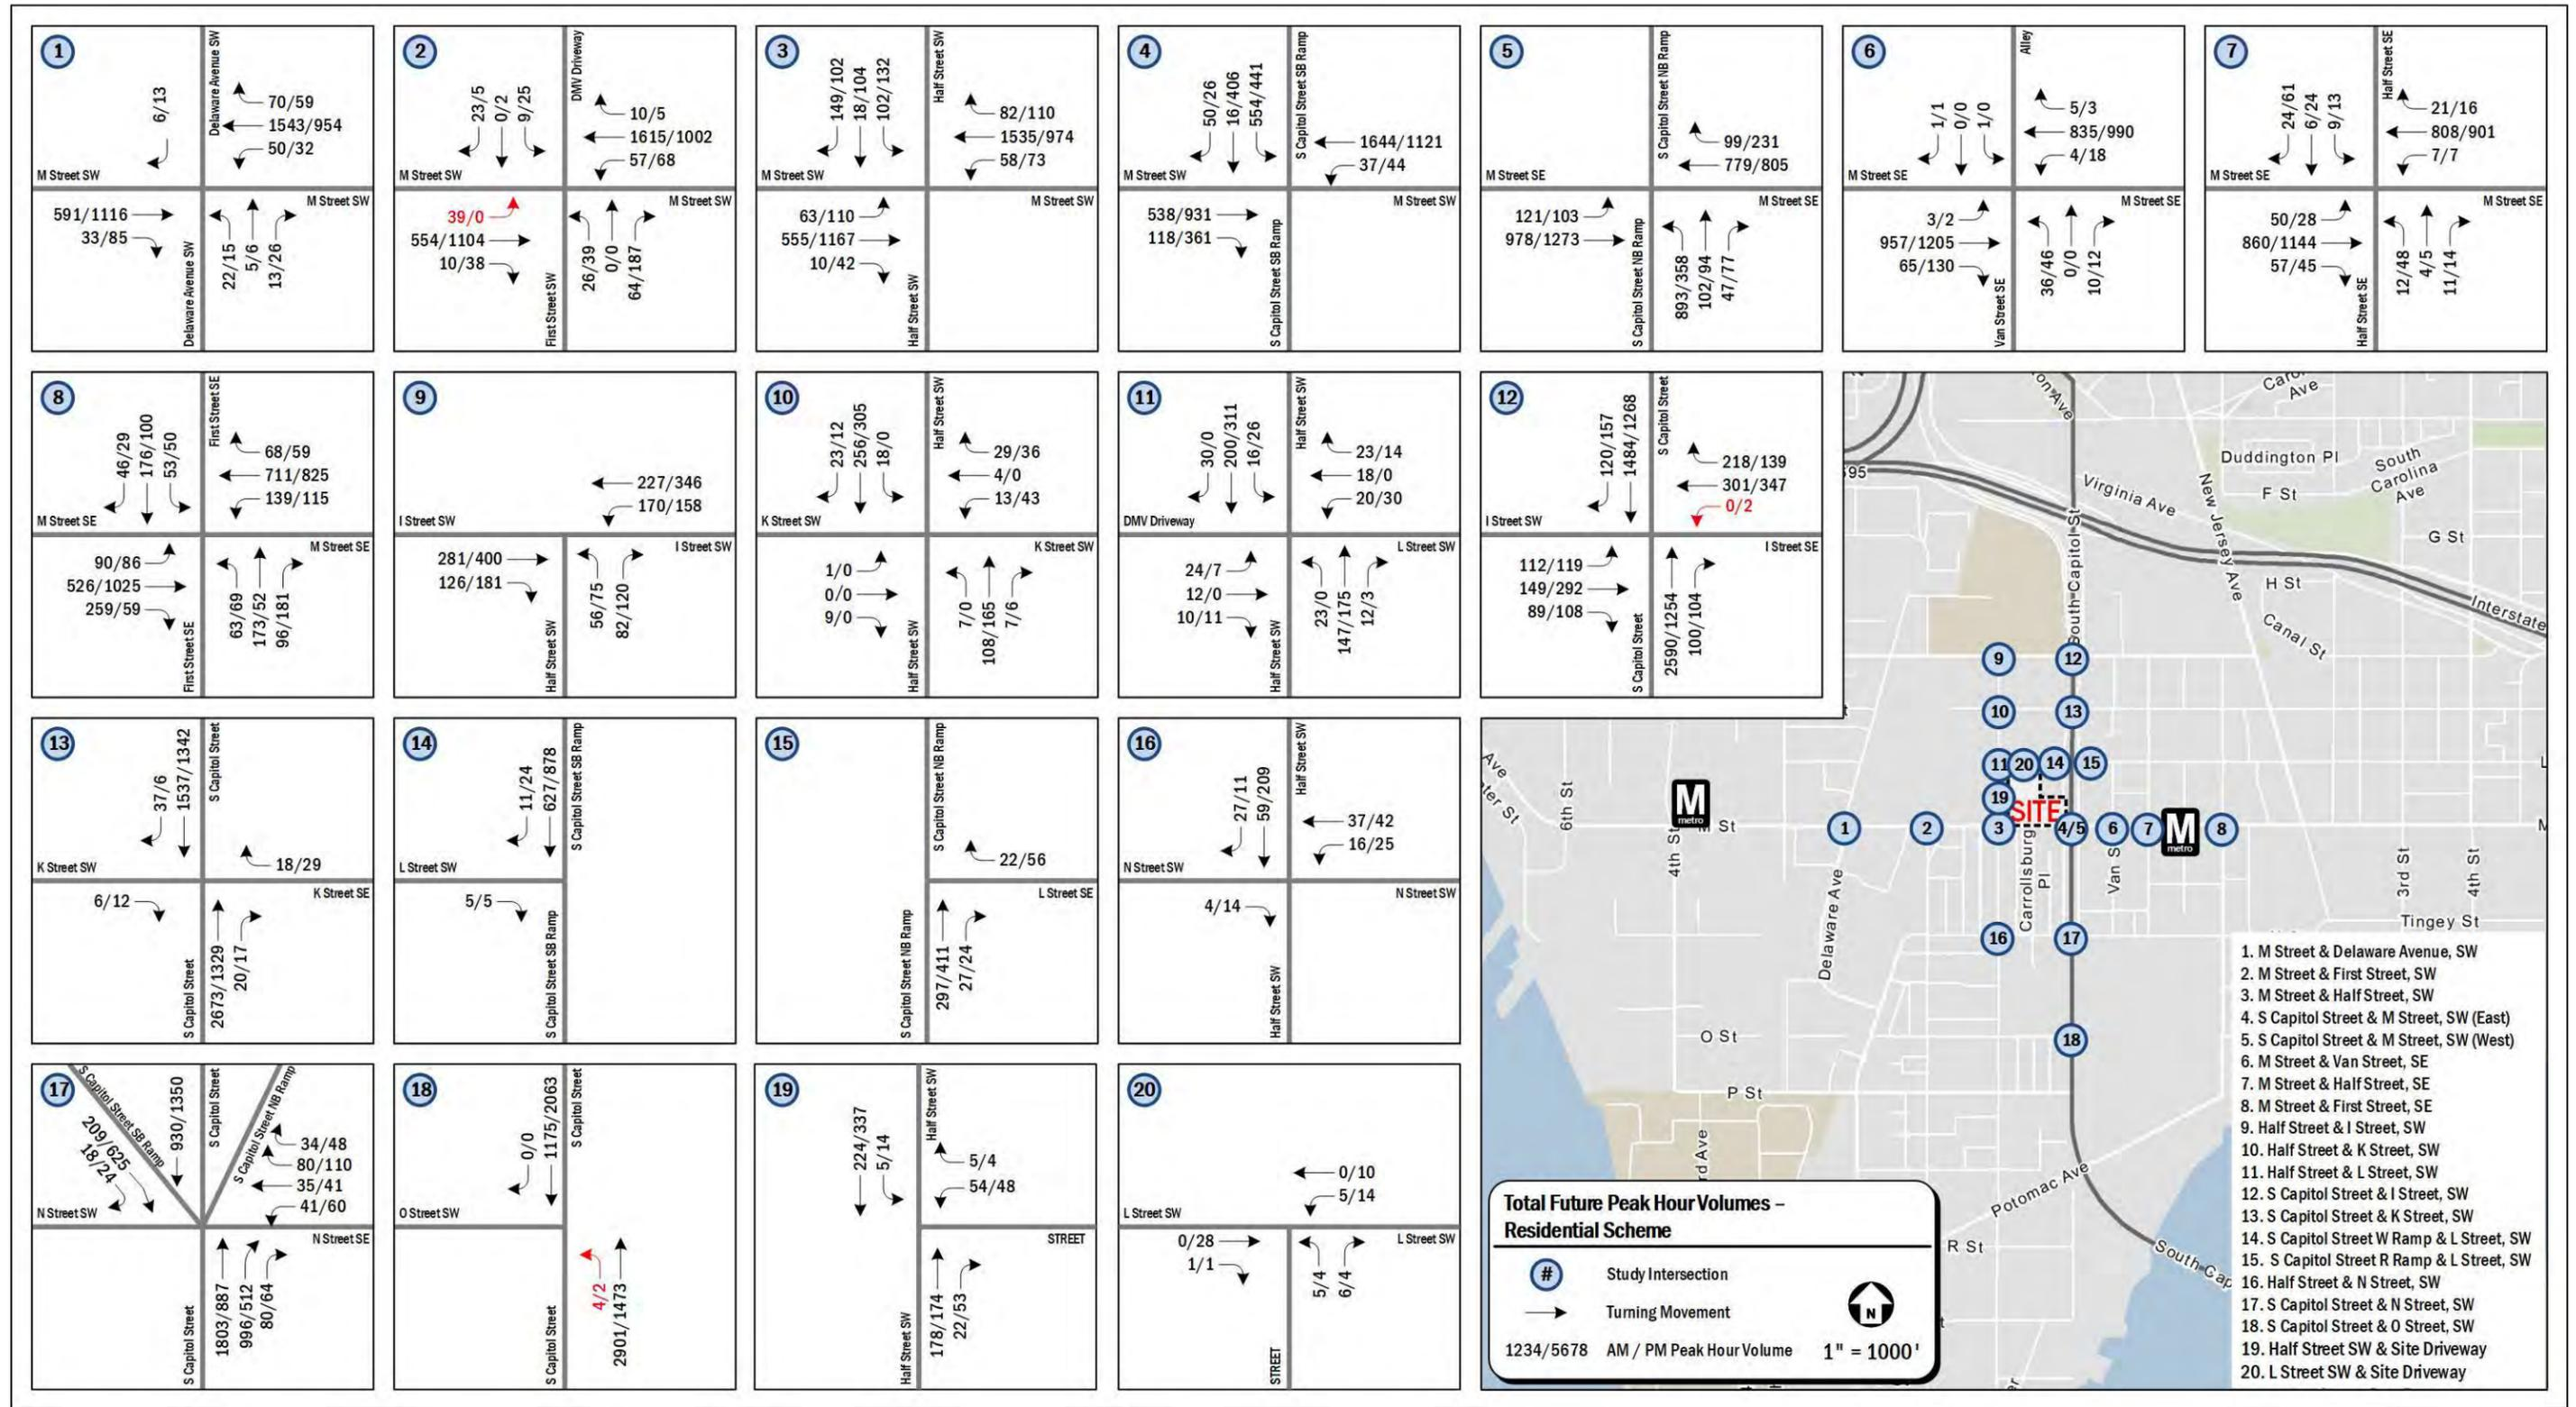 1
Delaware Avenue SW
6/13
70/59
1543/954
50/32
M Street SW
M Street SW
591/1116
33/85
Delaware Avenue SW
22/15
5/6
13/26
2
DMV Driveway
23/5
0/2
9/25
10/5
1615/1002
57/68
M Street SW
M Street SW
39/0
554/1104
10/38
First Street SW
26/39
0/0
64/187
3
Half Street SW
149/102
18/104
102/132
82/110
1535/974
58/73
M Street SW
M Street SW
63/110
555/1167
10/42
Half Street SW
4
S Capitol Street SB Ramp
50/26
16/406
554/441
1644/1121
37/44
M Street SW
M Street SW
538/931
118/361
S Capitol Street SB Ramp
5
S Capitol Street NB Ramp
99/231
779/805
M Street SE
M Street SE
121/103
978/1273
S Capitol Street NB Ramp
893/358
102/94
47/77
6
Alley
1/1
0/0
1/0
5/3
835/990
4/18
M Street SE
M Street SE
3/2
957/1205
65/130
Van Street SE
36/46
0/0
10/12
7
Half Street SE
24/61
6/24
9/13
21/16
808/901
7/7
M Street SE
M Street SE
50/28
860/1144
57/45
Half Street SE
12/48
4/5
11/14
8
First Street SE
46/29
176/100
53/50
68/59
711/825
139/115
M Street SE
M Street SE
90/86
526/1025
259/59
First Street SE
63/69
173/52
96/181
9
227/346
170/158
I Street SW
I Street SW
281/400
126/181
Half Street SW
56/75
82/120
10
Half Street SW
23/12
256/305
18/0
29/36
4/0
13/43
K Street SW
K Street SW
1/0
0/0
9/0
Half Street SW
7/0
108/165
7/6
11
Half Street SW
30/0
200/311
16/26
23/14
18/0
20/30
DMV Driveway
L Street SW
24/7
12/0
10/11
Half Street SW
23/0
147/175
12/3
12
S Capitol Street
120/157
1484/1268
218/139
301/347
0/2
I Street SW
I Street SE
112/119
149/292
89/108
S Capitol Street
2590/1254
100/104
13
S Capitol Street
37/6
1537/1342
18/29
K Street SW
K Street SE
6/12
S Capitol Street
2673/1329
20/17
14
S Capitol Street SB Ramp
11/24
627/878
L Street SW
5/5
S Capitol Street SB Ramp
15
S Capitol Street NB Ramp
22/56
L Street SE
S Capitol Street NB Ramp
297/411
27/24
16
Half Street SW
27/11
59/209
37/42
16/25
N Street SW
N Street SW
4/14
Half Street SW
17
S Capitol Street SB Ramp
S Capitol Street
S Capitol Street NB Ramp
209/625
18/24
930/1350
34/48
80/110
35/41
41/60
N Street SW
N Street SE
S Capitol Street
1803/887
996/512
80/64
18
S Capitol Street
0/0
1175/2063
O Street SW
S Capitol Street
4/2
2901/1473
19
Half Street SW
224/337
5/14
5/4
54/48
STREET
Half Street SW
178/174
22/53
20
0/10
5/14
L Street SW
L Street SW
0/28
1/1
STREET
5/4
6/4
Ave
Duddington Pl
South
Carolina
Ave
Virginia Ave
F St
New Jersey Ave
G St
South Capitol St
H St
Interstate
Canal St
9
12
10
13
11
20
14
15
19
SITE
Ave
6th St
M
metro
4th St
M St
1
2
3
4/5
6
7
M
metro
8
Delaware Ave
Carrollsburg
Pl
Van S
3rd St
4th St
Tingey St
16
17
18
O St
P St
rd Ave
Potomac Ave
R St
South Cap
1. M Street & Delaware Avenue, SW
2. M Street & First Street, SW
3. M Street & Half Street, SW
4. S Capitol Street & M Street, SW (East)
5. S Capitol Street & M Street, SW (West)
6. M Street & Van Street, SE
7. M Street & Half Street, SE
8. M Street & First Street, SE
9. Half Street & I Street, SW
10. Half Street & K Street, SW
11. Half Street & L Street, SW
12. S Capitol Street & I Street, SW
13. S Capitol Street & K Street, SW
14. S Capitol Street W Ramp & L Street, SW
15. S Capitol Street R Ramp & L Street, SW
16. Half Street & N Street, SW
17. S Capitol Street & N Street, SW
18. S Capitol Street & O Street, SW
19. Half Street SW & Site Driveway
20. L Street SW & Site Driveway
Total Future Peak Hour Volumes –
Residential Scheme
# Study Intersection
Turning Movement
1234/5678 AM / PM Peak Hour Volume
N
1" = 1000'